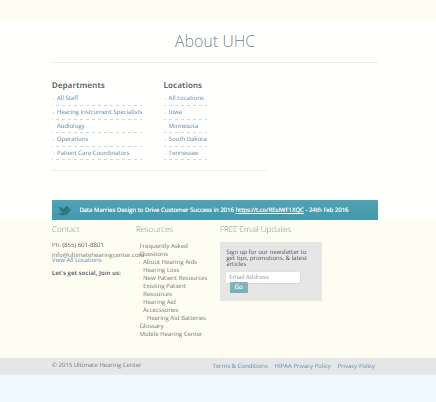 About UHC
Departments
All Staff
Hearing Instrument Specialists
Audiology
Operations
Patient Care Coordinators
Locations
All Locations
Iowa
Minnesota
South Dakota
Tennessee
Data Marries Design to Drive Customer Success in 2016 https://t.co/REsIWF1XQC - 24th Feb 2016
Contact
Ph: (855) 601-8801
info@ultimatehearingcenter.com
View All Locations
Let's get social, Join us:
Resources
Frequently Asked
Questions
About Hearing Aids
Hearing Loss
New Patient Resources
Existing Patient
Resources
Hearing Aid
Accessories
Hearing Aid Batteries
Glossary
Mobile Hearing Center
FREE Email Updates
Sign up for our newsletter to
get tips, promotions, & latest
articles
Email Address
Go
© 2015 Ultimate Hearing Center
Terms & Conditions HIPAA Privacy Policy Privacy Policy